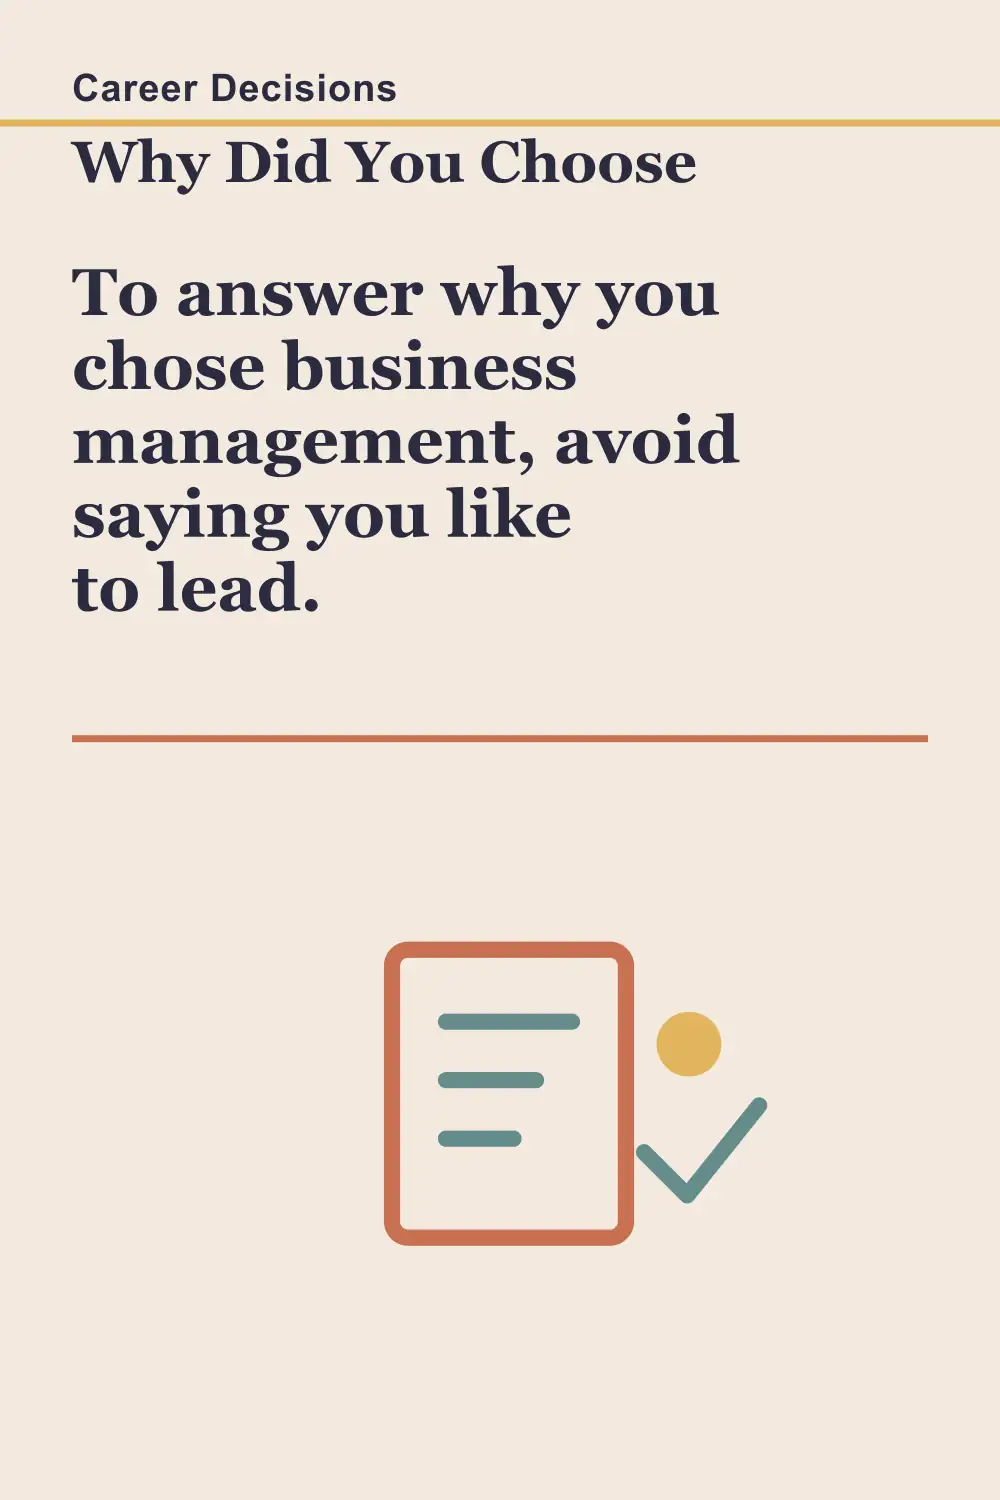 Career Decisions
Why Did You Choose
To answer why you
chose business
management, avoid
saying you like
to lead.